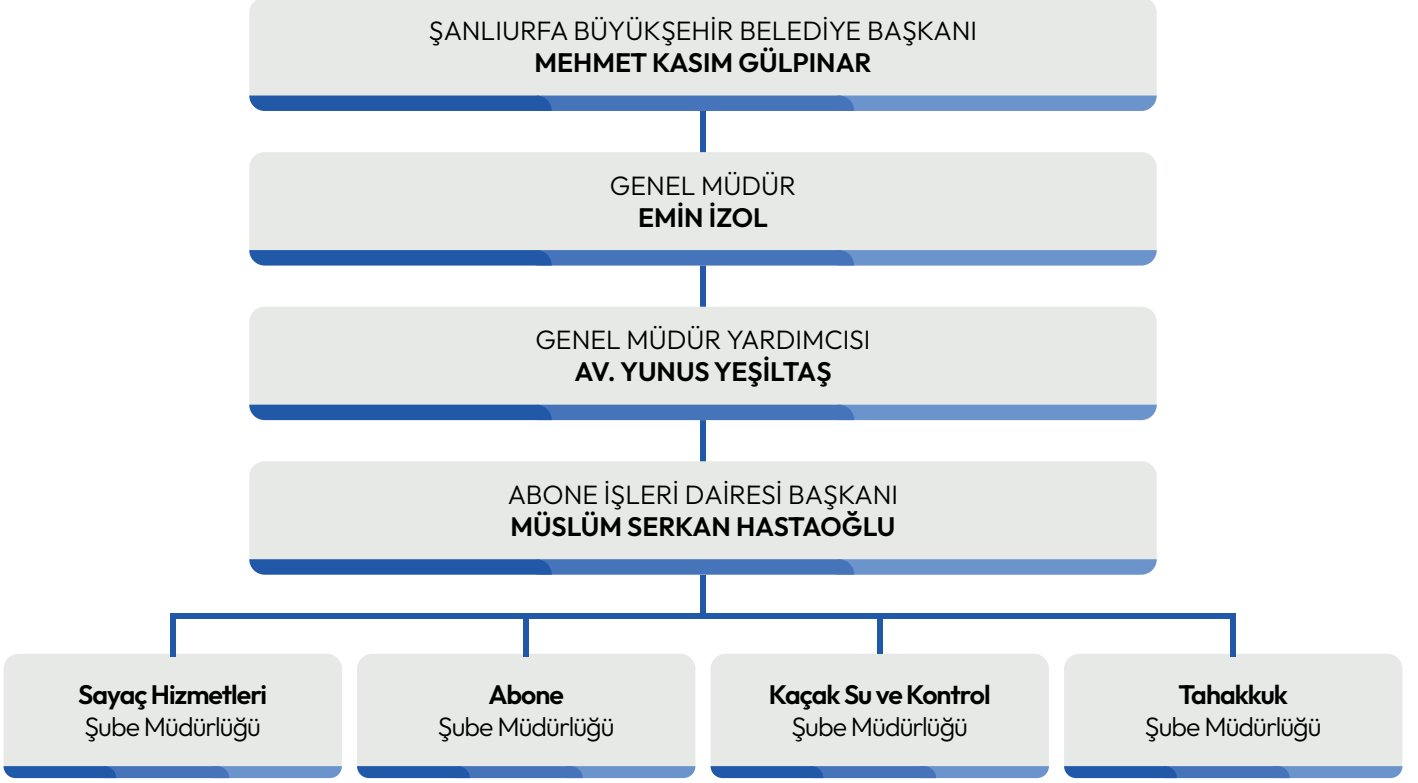 ŞANLIURFA BÜYÜKŞEHİR BELEDİYE BAŞKANI
MEHMET KASIM GÜLPINAR
GENEL MÜDÜR
EMİN İZOL
GENEL MÜDÜR YARDIMCISI
AV. YUNUS YEŞİLTAŞ
ABONE İŞLERİ DAİRESİ BAŞKANI
MÜSLÜM SERKAN HASTAOĞLU
Sayaç Hizmetleri
Şube Müdürlüğü
Abone
Şube Müdürlüğü
Kaçak Su ve Kontrol
Şube Müdürlüğü
Tahakkuk
Şube Müdürlüğü